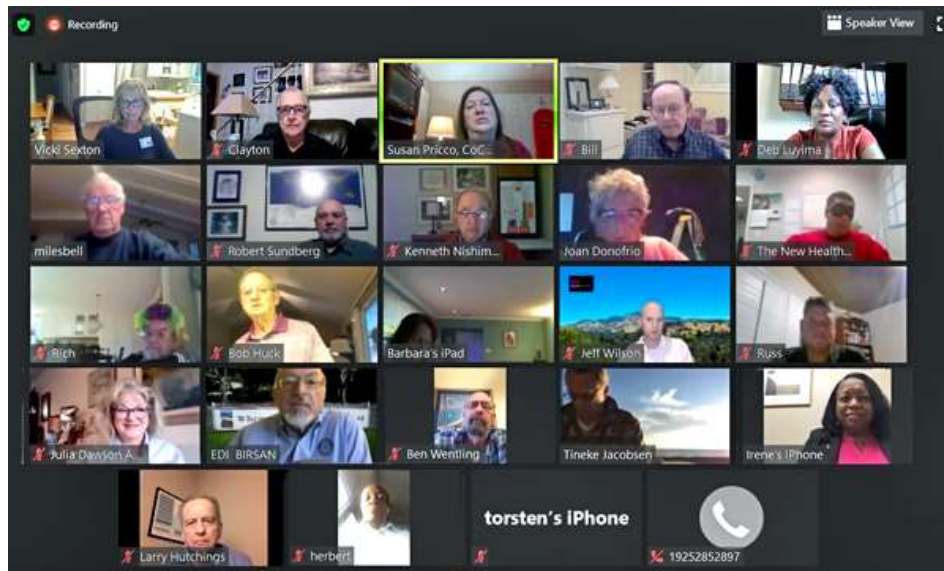 Recording
Speaker View
Vicki Sexton
Clayton
Susan Pricco, CoC...
Bill
Deb Luyima
milesbell
Robert Sundberg
Kenneth Nishim...
Joan Donofrio
The New Health...
Rich
Bob Huck
Barbara's iPad
Jeff Wilson
Russ
Julia Dawson A
EDI BIRSAN
Ben Wentling
Tineke Jacobsen
Irene's iPhone
Larry Hutchings
herbert
torsten's iPhone
19252852897